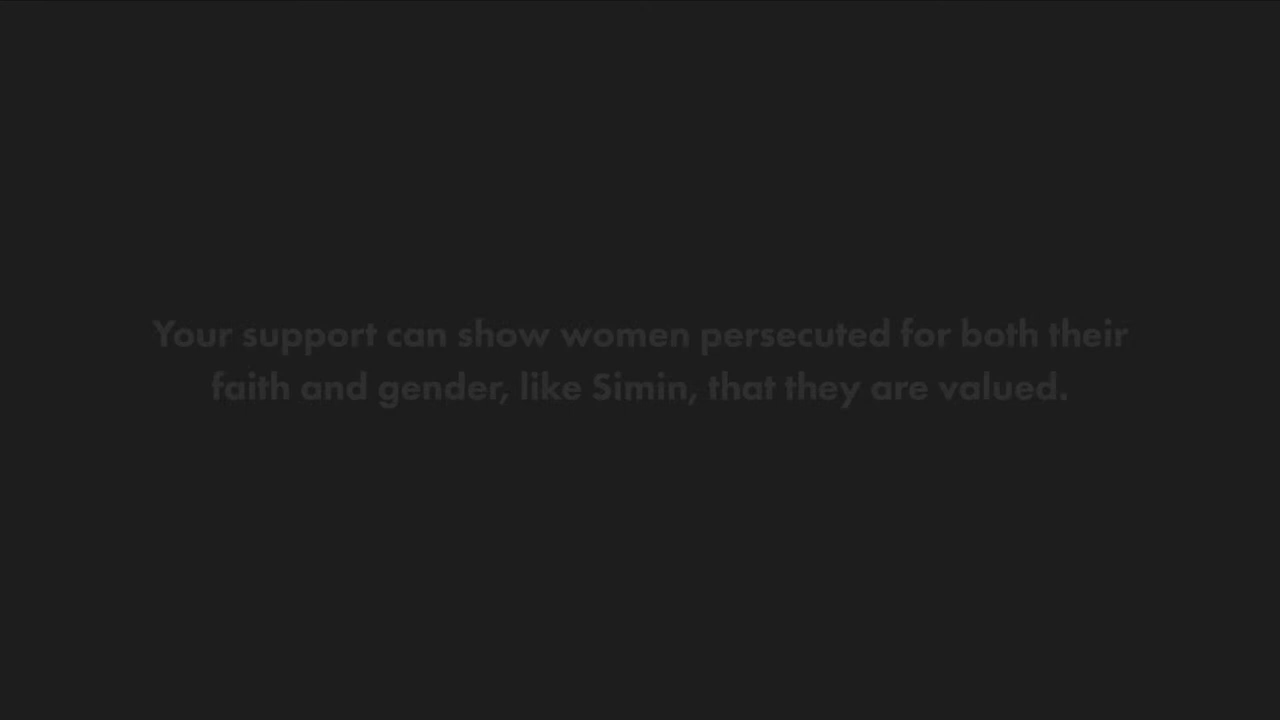 Your support can show women persecuted for both their
faith and gender, like Simin, that they are valued.